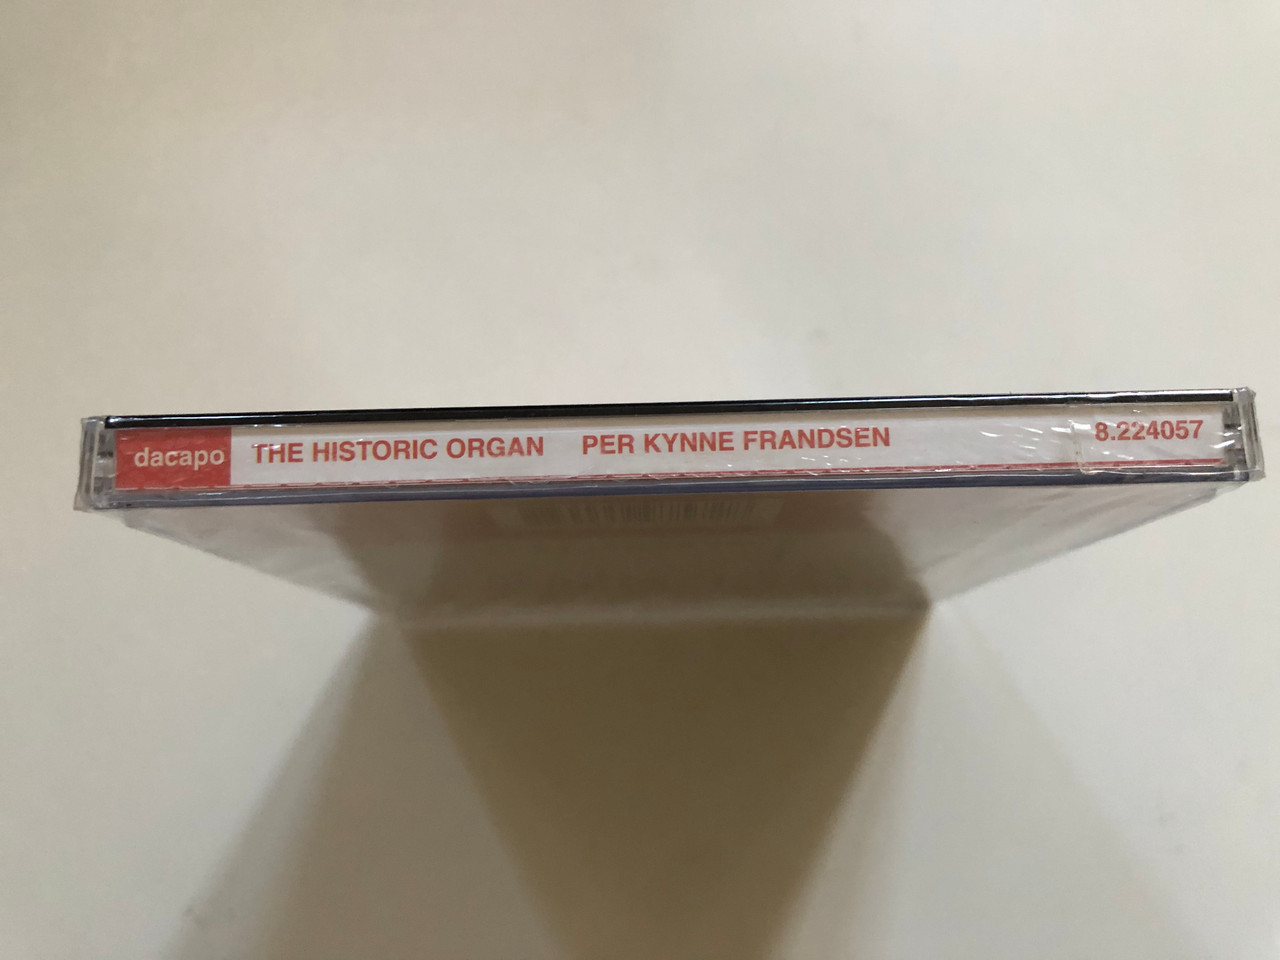 dacapo THE HISTORIC ORGAN PER KYNNE FRANDSEN 8.224057